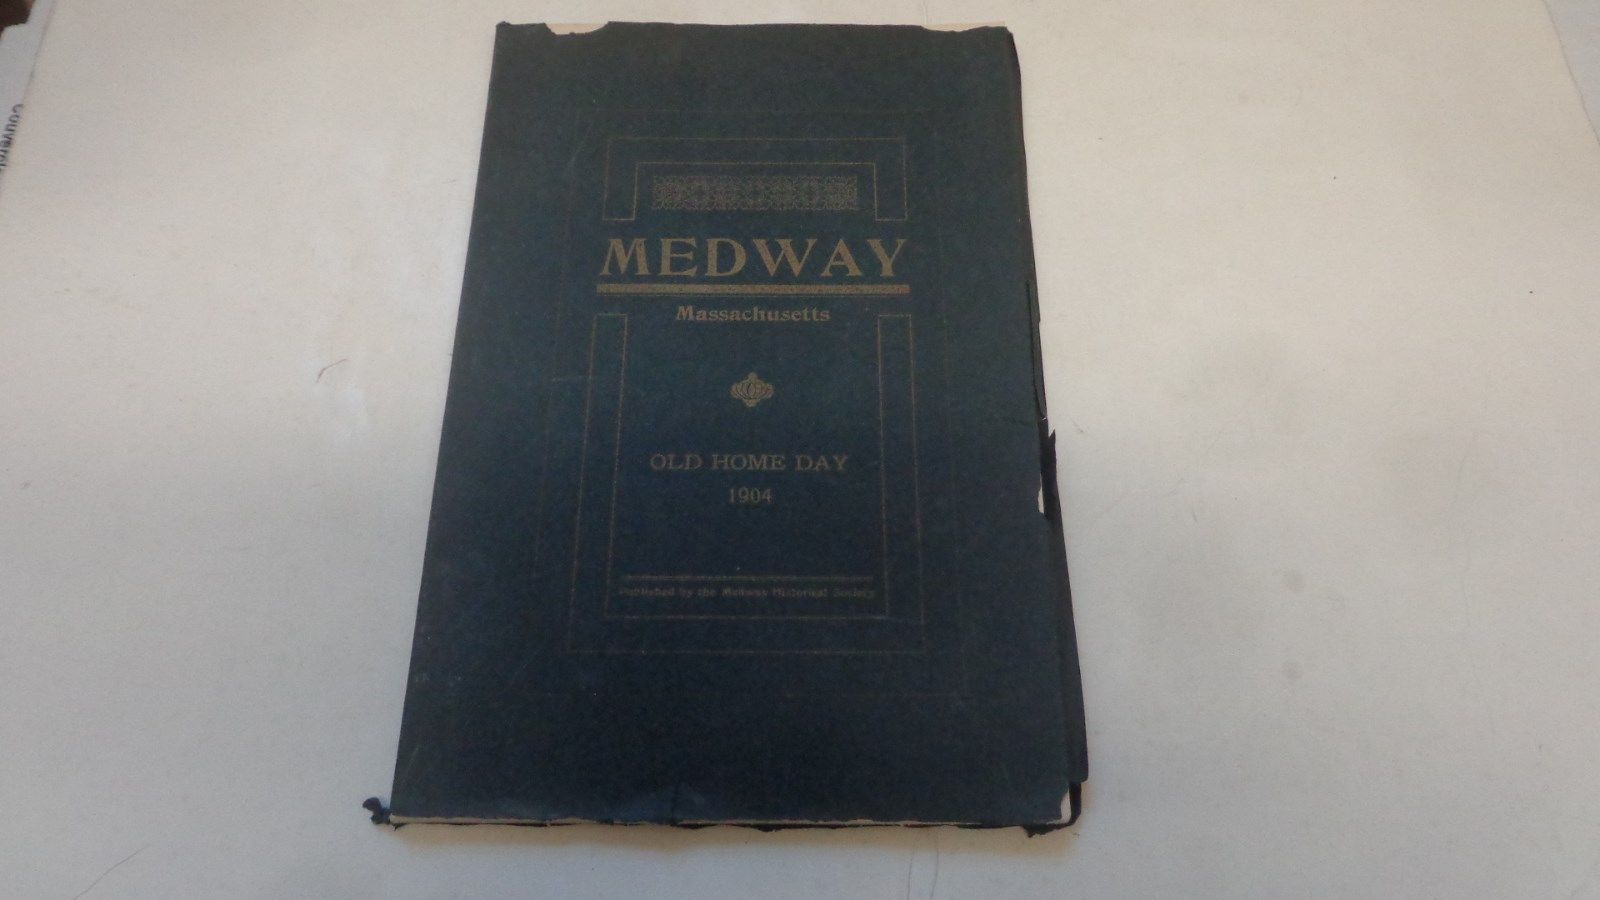 MEDWAY
Massachusetts
OLD HOME DAY
1904
Published by the Medway Historical Society